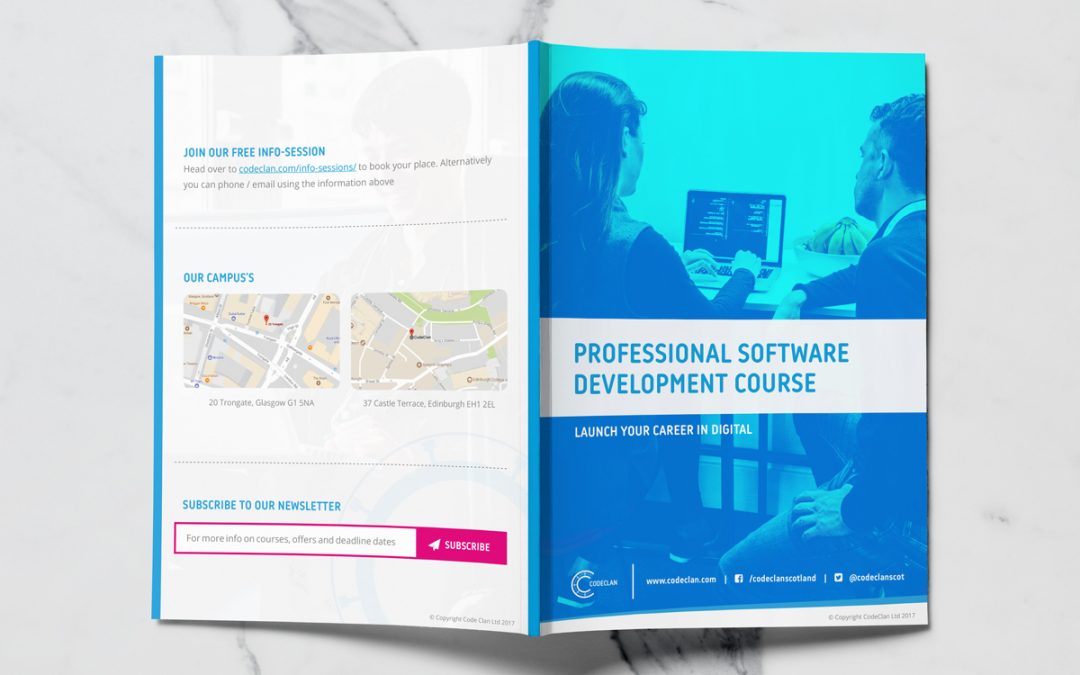 JOIN OUR FREE INFO-SESSION
Head over to codeclan.com/info-sessions/ to book your place. Alternatively
you can phone / email using the information above
OUR CAMPUS'S
20 Trongate, Glasgow G1 5NA
CodeClan
37 Castle Terrace, Edinburgh EH1 2EL
SUBSCRIBE TO OUR NEWSLETTER
For more info on courses, offers and deadline dates
SUBSCRIBE
© Copyright Code Clan Ltd 2017
PROFESSIONAL SOFTWARE
DEVELOPMENT COURSE
LAUNCH YOUR CAREER IN DIGITAL
CODECLAN
www.codeclan.com | /codeclanscotland | @codeclanscot
© Copyright CodeClan Ltd 2017